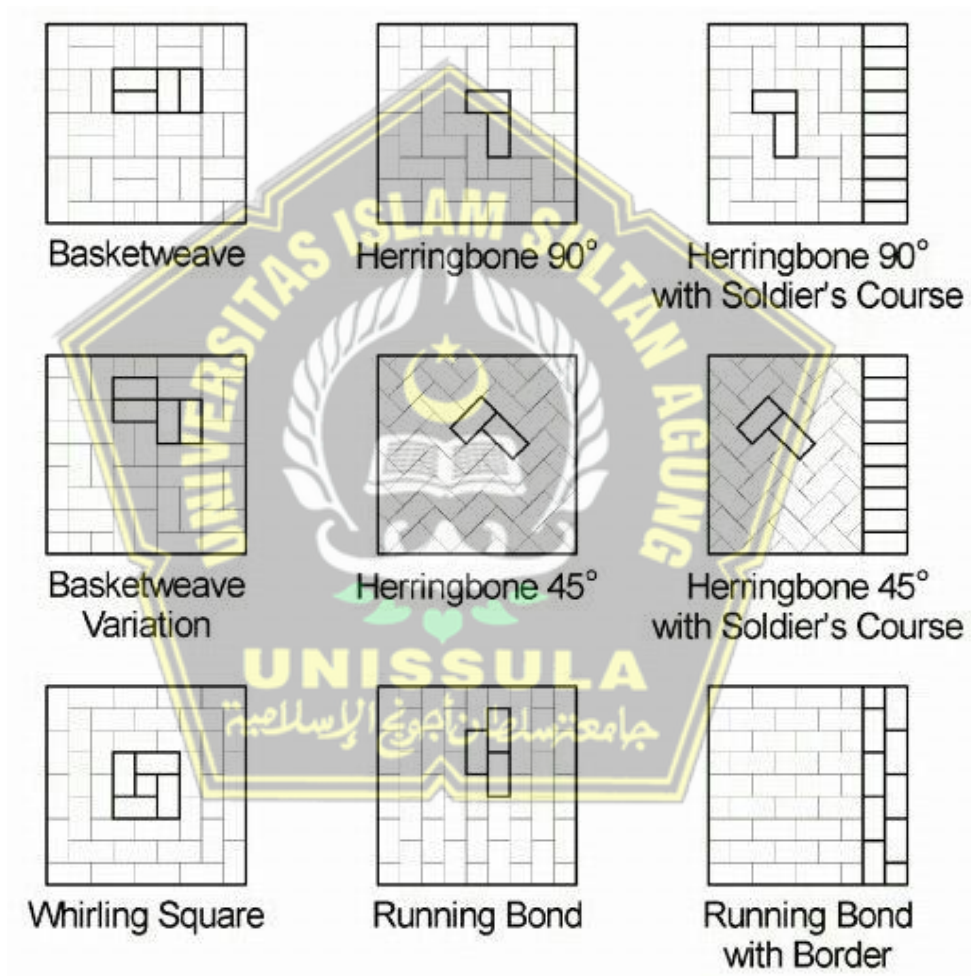 Basketweave
Herringbone 90°
Herringbone 90°
with Soldier's Course
UNIVERSITAS ISLAM SULTAN AGUNG
Basketweave
Variation
Herringbone 45°
Herringbone 45°
with Soldier's Course
UNISSULA
جامعة سلطان أجونج الإسلامية
Whirling Square
Running Bond
Running Bond
with Border